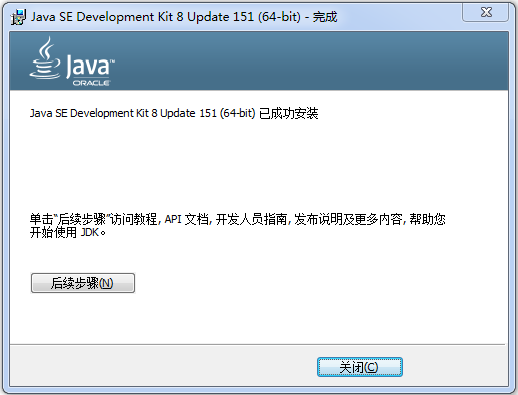 Java SE Development Kit 8 Update 151 (64-bit) - 完成
Java™
ORACLE
Java SE Development Kit 8 Update 151 (64-bit) 已成功安装
单击“后续步骤”访问教程, API 文档, 开发人员指南, 发布说明及更多内容, 帮助您
开始使用 JDK。
后续步骤(N)
关闭(C)